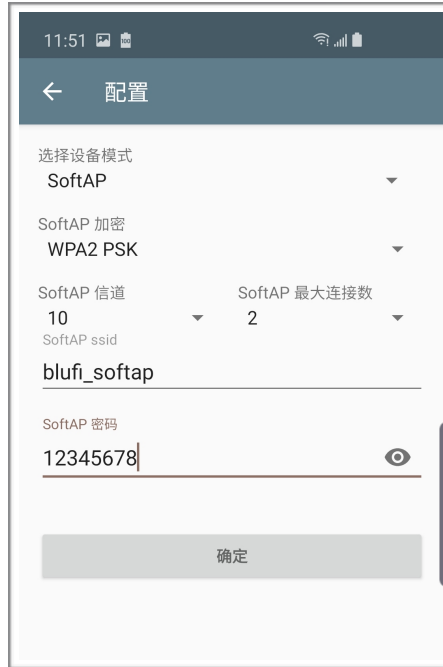 11:51
配置
选择设备模式
SoftAP
SoftAP 加密
WPA2 PSK
SoftAP 信道 SoftAP 最大连接数
10 2
SoftAP ssid
blufi_softap
SoftAP 密码
12345678
确定